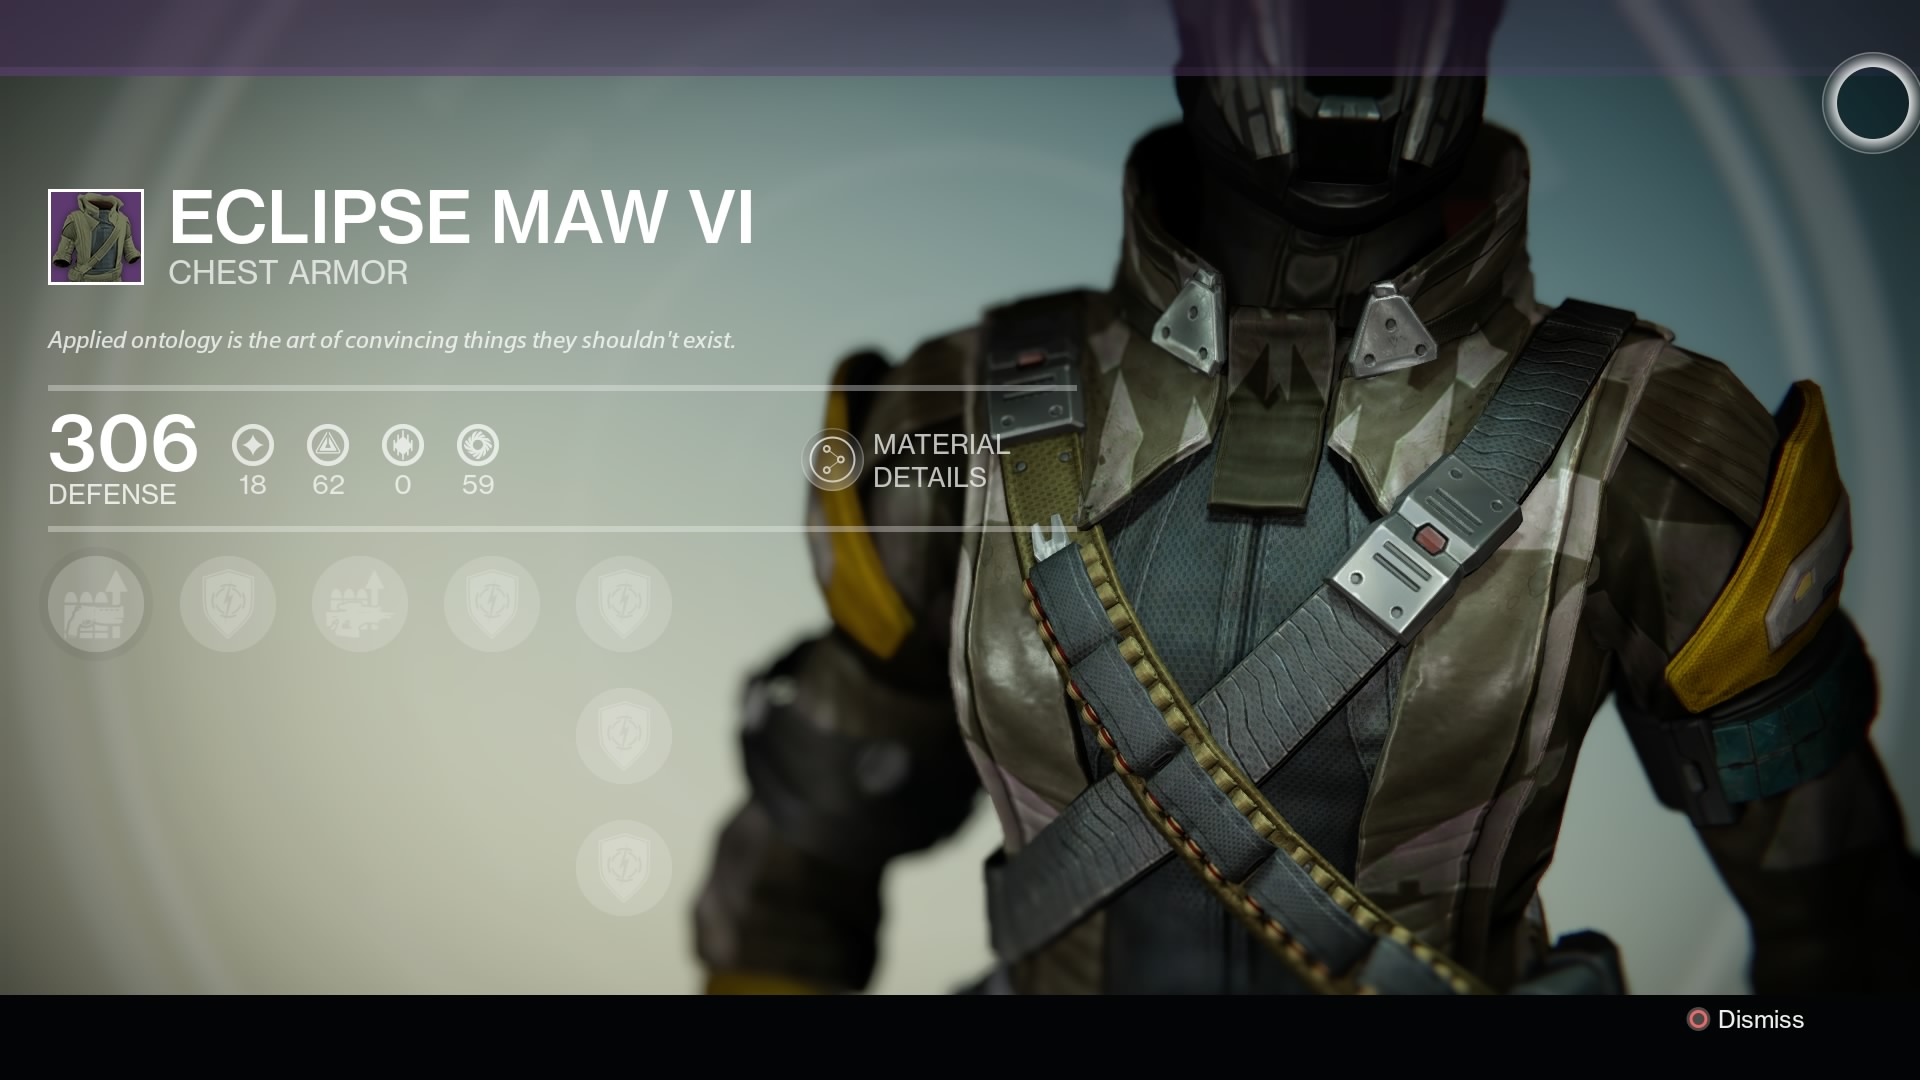 ECLIPSE MAW VI
CHEST ARMOR
Applied ontology is the art of convincing things they shouldn't exist.
306
DEFENSE
18 62 0 59
MATERIAL
DETAILS
Dismiss